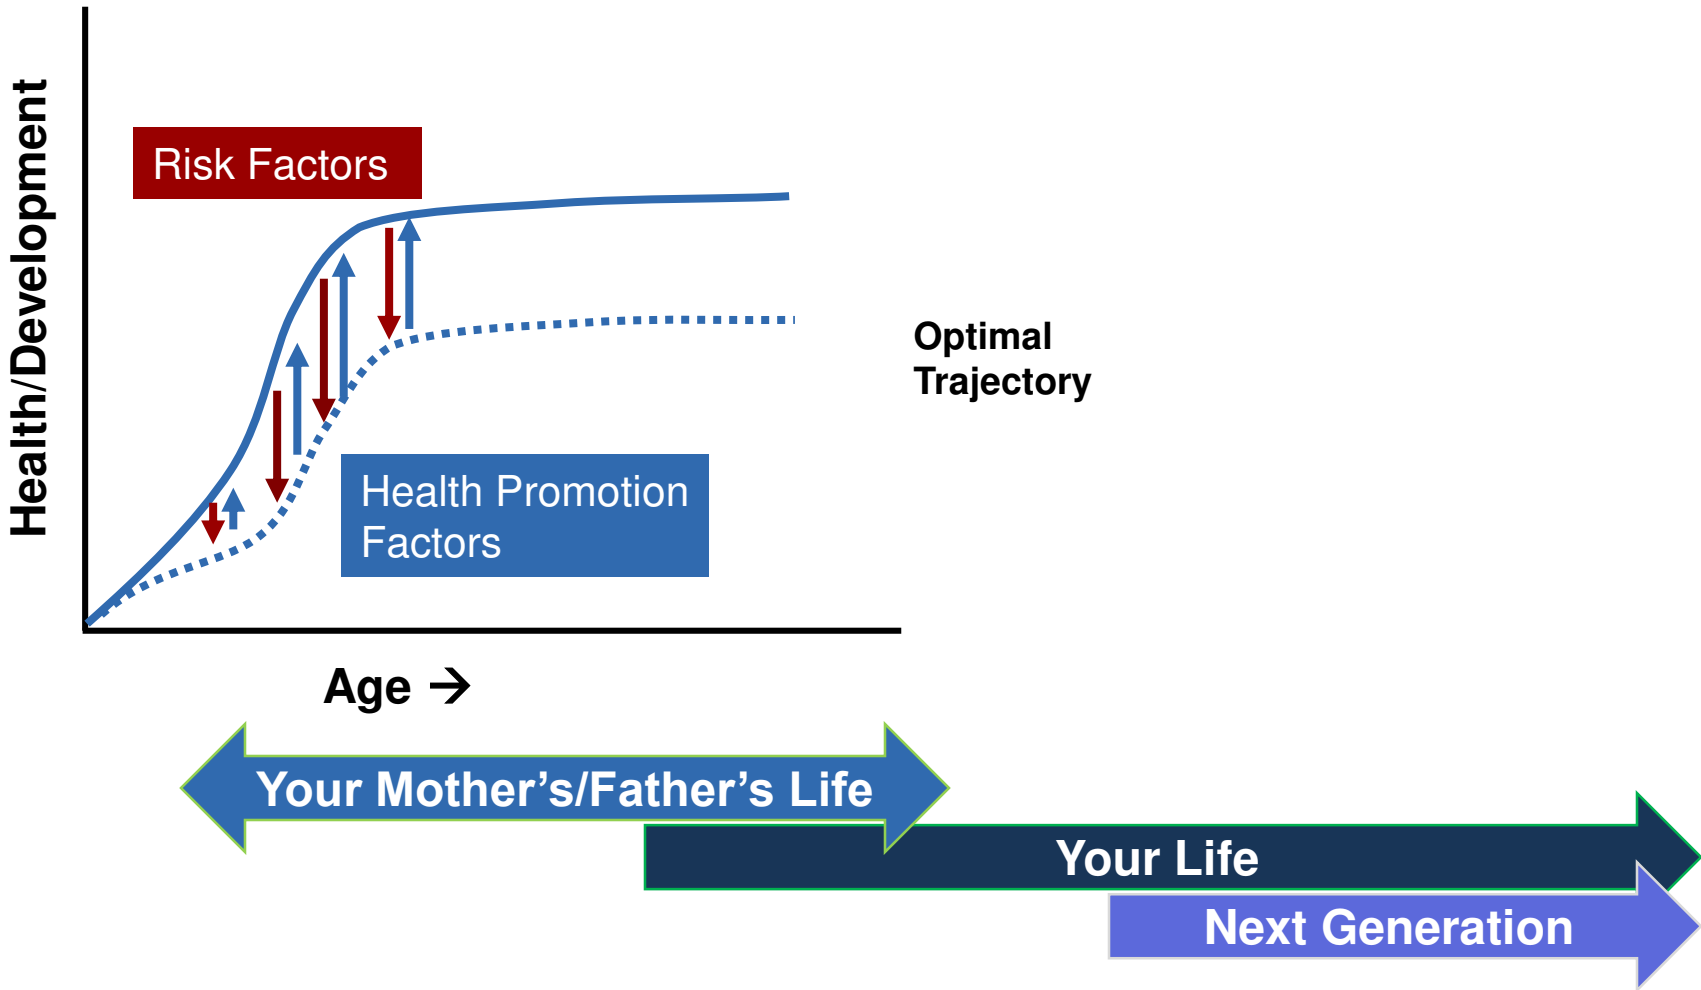 Health/Development
Risk Factors
Optimal
Trajectory
Health Promotion
Factors
Age →
Your Mother’s/Father’s Life
Your Life
Next Generation